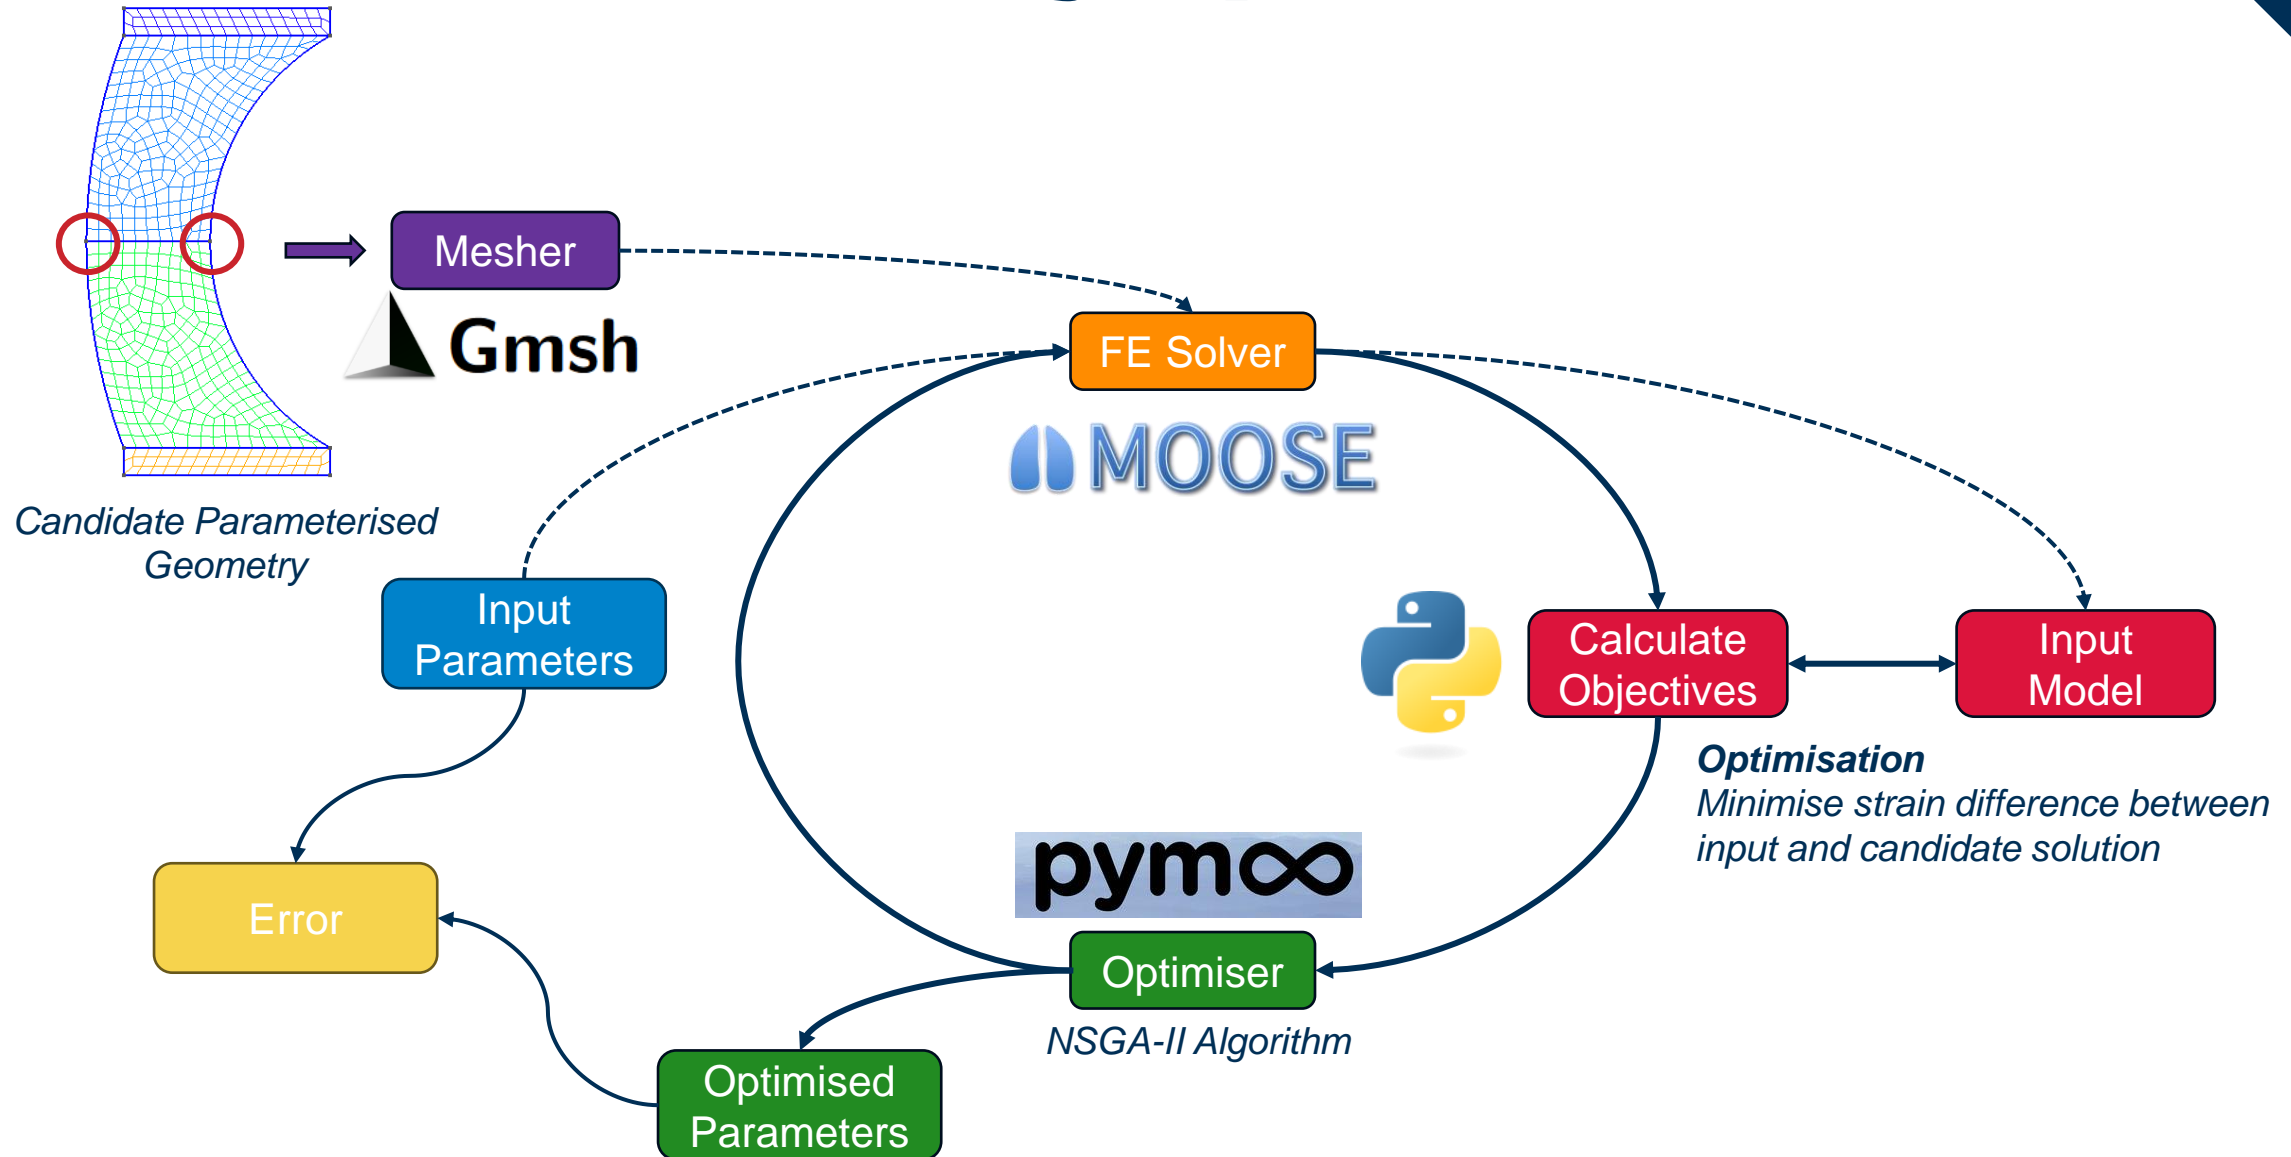 Mesher
Gmsh
FE Solver
MOOSE
Candidate Parameterised
Geometry
Input
Parameters
Calculate
Objectives
Input
Model
Optimisation
Minimise strain difference between
input and candidate solution
pymoo
Error
Optimiser
NSGA-II Algorithm
Optimised
Parameters